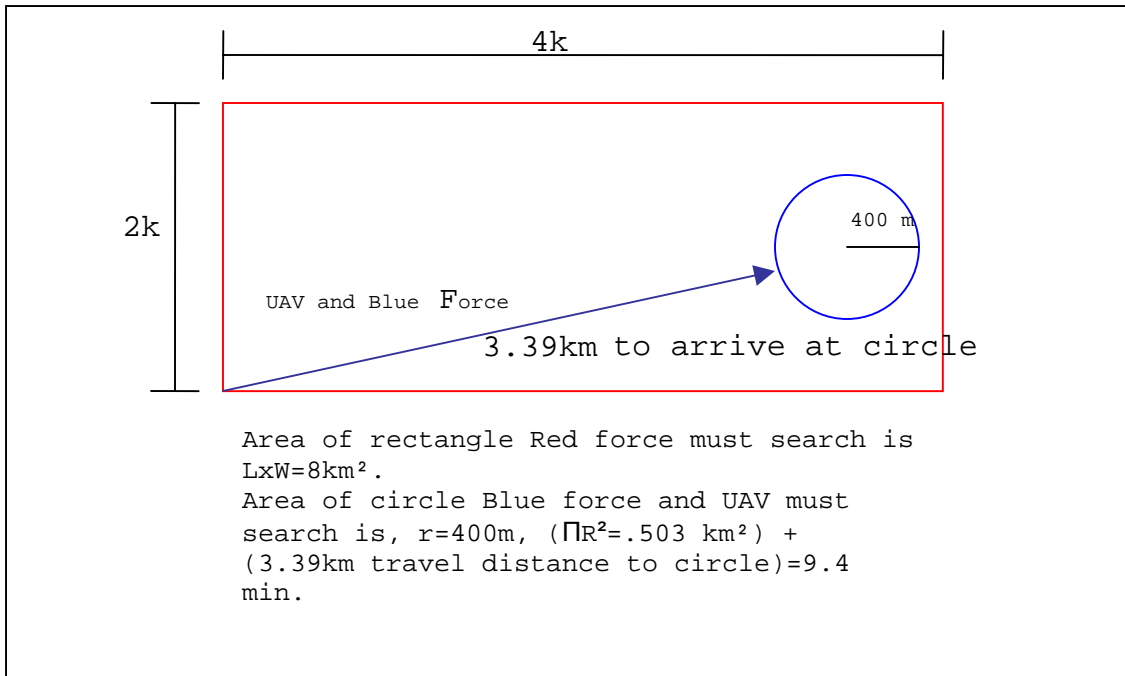 4k
2k
400 m
UAV and Blue Force
3.39km to arrive at circle
Area of rectangle Red force must search is
LxW=8km².
Area of circle Blue force and UAV must
search is, r=400m, (ΠR²=.503 km²) +
(3.39km travel distance to circle)=9.4
min.